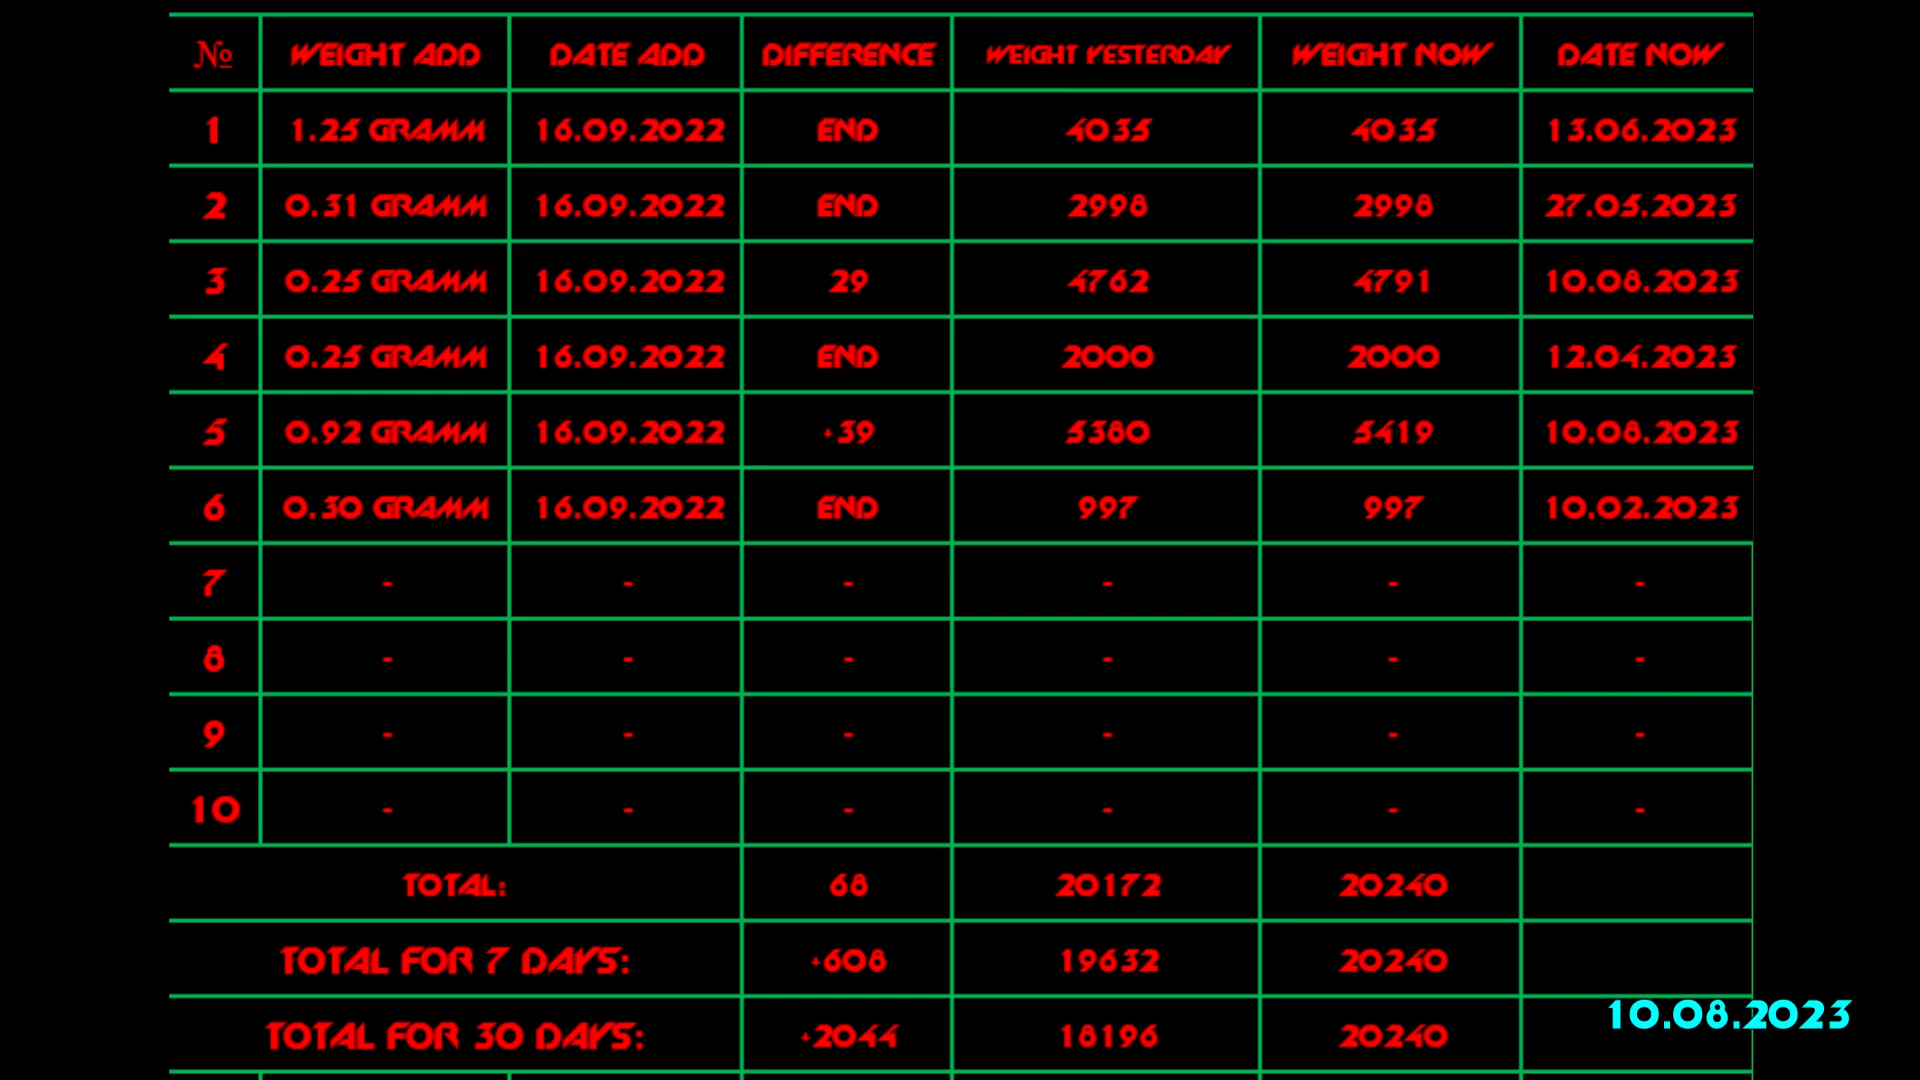 № WEIGHT ADD DATE ADD DIFFERENCE WEIGHT YESTERDAY WEIGHT NOW DATE NOW
1 1.25 GRAMM 16.09.2022 END 4035 4035 13.06.2023
2 0.31 GRAMM 16.09.2022 END 2998 2998 27.05.2023
3 0.25 GRAMM 16.09.2022 29 4762 4791 10.08.2023
4 0.25 GRAMM 16.09.2022 END 2000 2000 12.04.2023
5 0.92 GRAMM 16.09.2022 +39 5380 5419 10.08.2023
6 0.30 GRAMM 16.09.2022 END 997 997 10.02.2023
7 - - - - - -
8 - - - - - -
9 - - - - - -
10 - - - - - -
TOTAL: 68 20172 20240
TOTAL FOR 7 DAYS: +608 19632 20240
TOTAL FOR 30 DAYS: +2044 18196 20240
10.08.2023